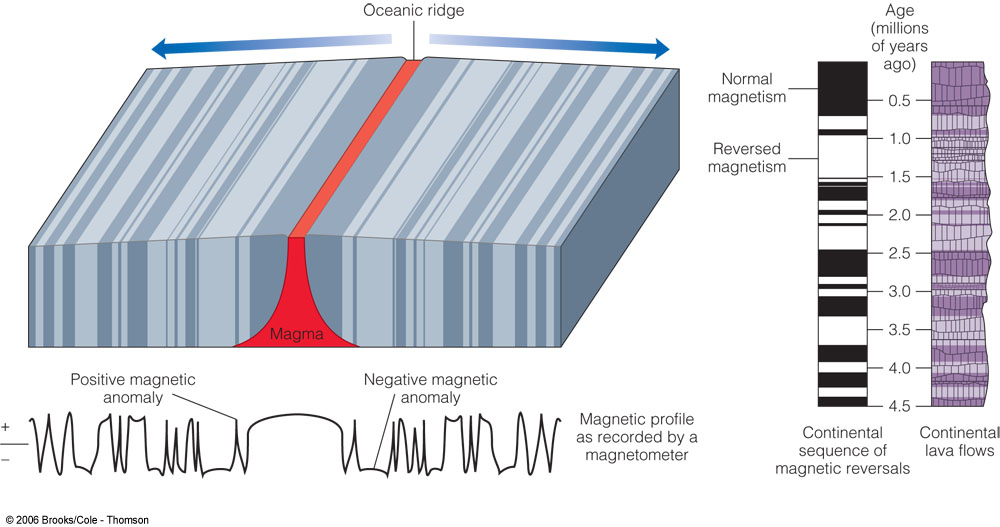 Oceanic ridge
Magma
Positive magnetic
anomaly
Negative magnetic
anomaly
+
–
Magnetic profile
as recorded by a
magnetometer
Normal
magnetism
Reversed
magnetism
Age
(millions
of years
ago)
0.5
1.0
1.5
2.0
2.5
3.0
3.5
4.0
4.5
Continental
sequence of
magnetic reversals
Continental
lava flows
© 2006 Brooks/Cole - Thomson